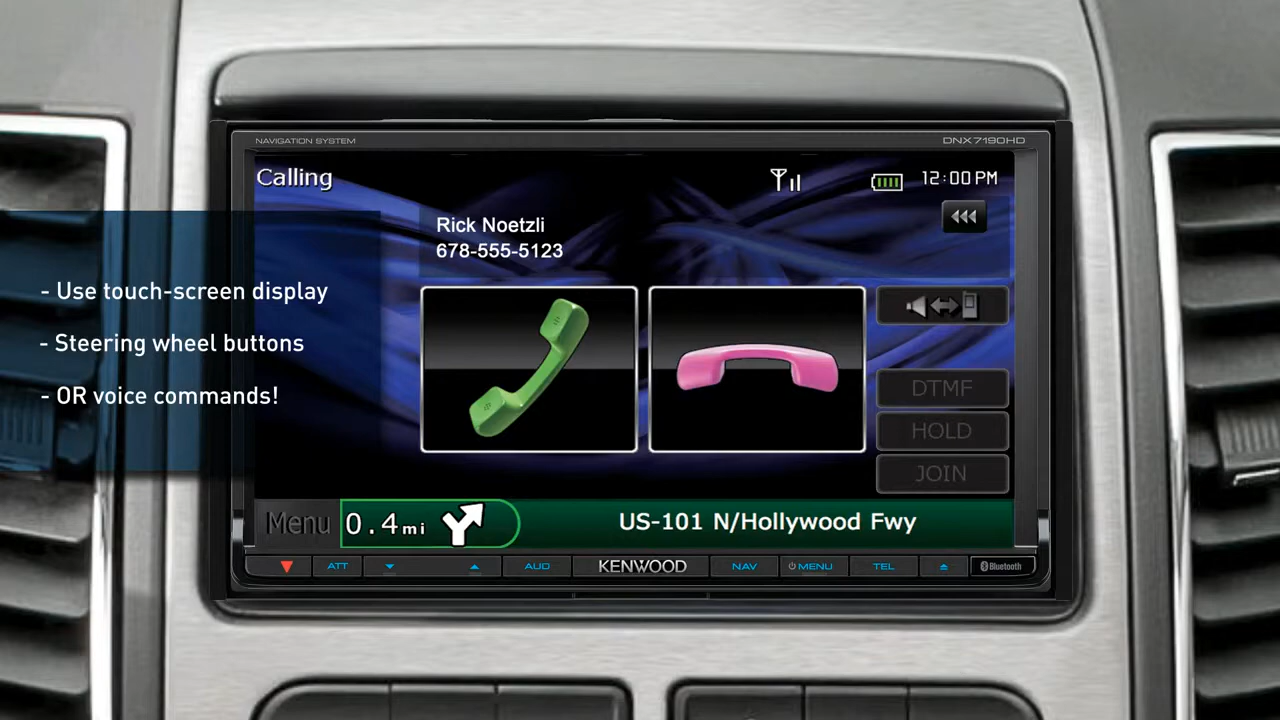 NAVIGATION SYSTEM
DNX7190HD
Calling
12:00 PM
Rick Noetzli
678-555-5123
- Use touch-screen display
- Steering wheel buttons
- OR voice commands!
DTMF
HOLD
JOIN
Menu
0.4mi
US-101 N/Hollywood Fwy
ATT
AUD
KENWOOD
NAV
MENU
TEL
Bluetooth